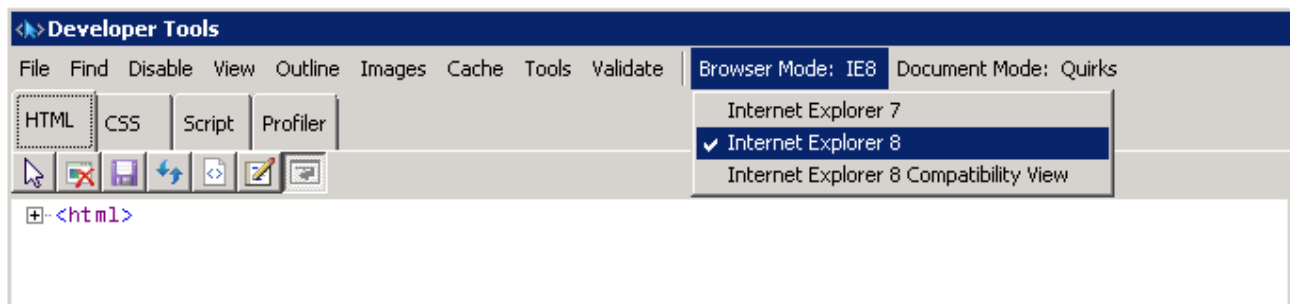 Developer Tools
File Find Disable View Outline Images Cache Tools Validate Browser Mode: IE8 Document Mode: Quirks
Internet Explorer 7
HTML CSS Script Profiler
Internet Explorer 8
Internet Explorer 8 Compatibility View
<html>